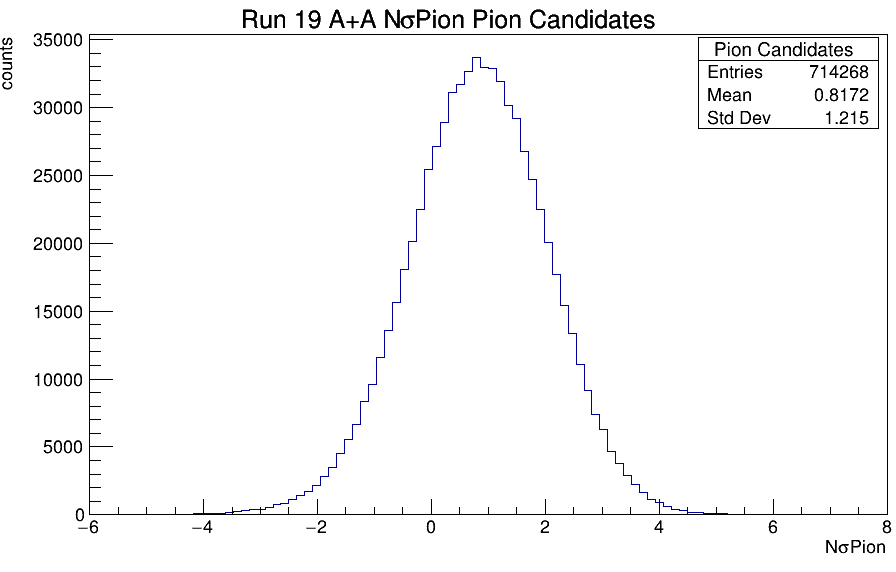 Run 19 A+A NσPion Pion Candidates
counts
Pion Candidates
Entries 714268
Mean 0.8172
Std Dev 1.215
35000
30000
25000
20000
15000
10000
5000
0
−6 −4 −2 0 2 4 6 8
NσPion